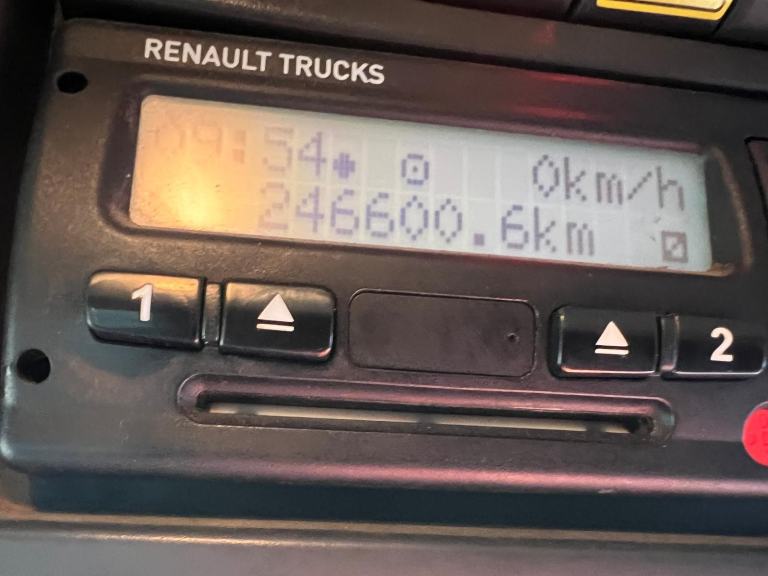 RENAULT TRUCKS
09:54 0km/h
246600.6km
1 2